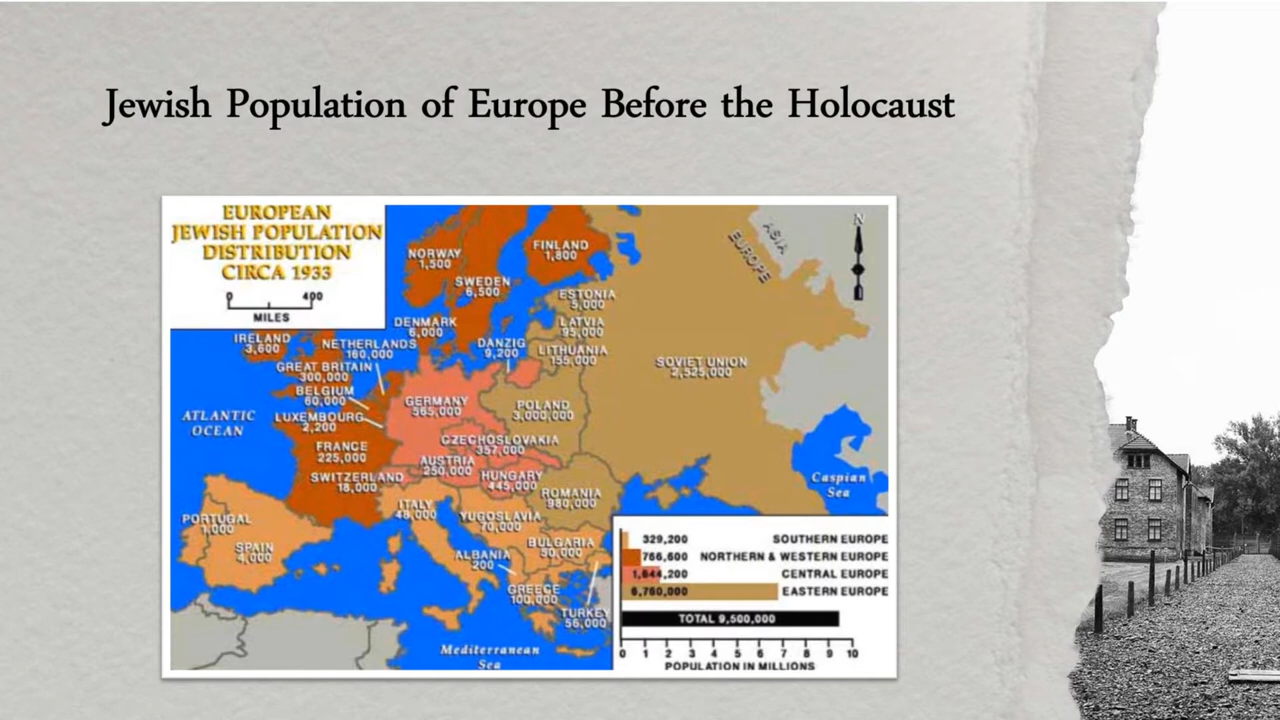 Jewish Population of Europe Before the Holocaust
EUROPEAN
JEWISH POPULATION
DISTRIBUTION
CIRCA 1933
0 400
MILES
N
ASIA
EUROPE
NORWAY
1,500
FINLAND
1,800
SWEDEN
6,500
ESTONIA
5,000
DENMARK
6,000
LATVIA
95,000
IRELAND
3,600
NETHERLANDS
160,000
DANZIG
9,200
LITHUANIA
155,000
SOVIET UNION
2,525,000
GREAT BRITAIN
300,000
BELGIUM
60,000
GERMANY
565,000
POLAND
3,000,000
ATLANTIC
OCEAN
LUXEMBOURG
2,200
FRANCE
225,000
CZECHOSLOVAKIA
357,000
AUSTRIA
250,000
SWITZERLAND
18,000
HUNGARY
445,000
Caspian
Sea
ROMANIA
980,000
ITALY
48,000
YUGOSLAVIA
70,000
PORTUGAL
1,000
SPAIN
4,000
BULGARIA
50,000
ALBANIA
200
GREECE
100,000
TURKEY
56,000
Mediterranean
Sea
329,200 SOUTHERN EUROPE
766,600 NORTHERN & WESTERN EUROPE
1,644,200 CENTRAL EUROPE
6,760,000 EASTERN EUROPE
TOTAL 9,500,000
0 1 2 3 4 5 6 7 8 9 10
POPULATION IN MILLIONS